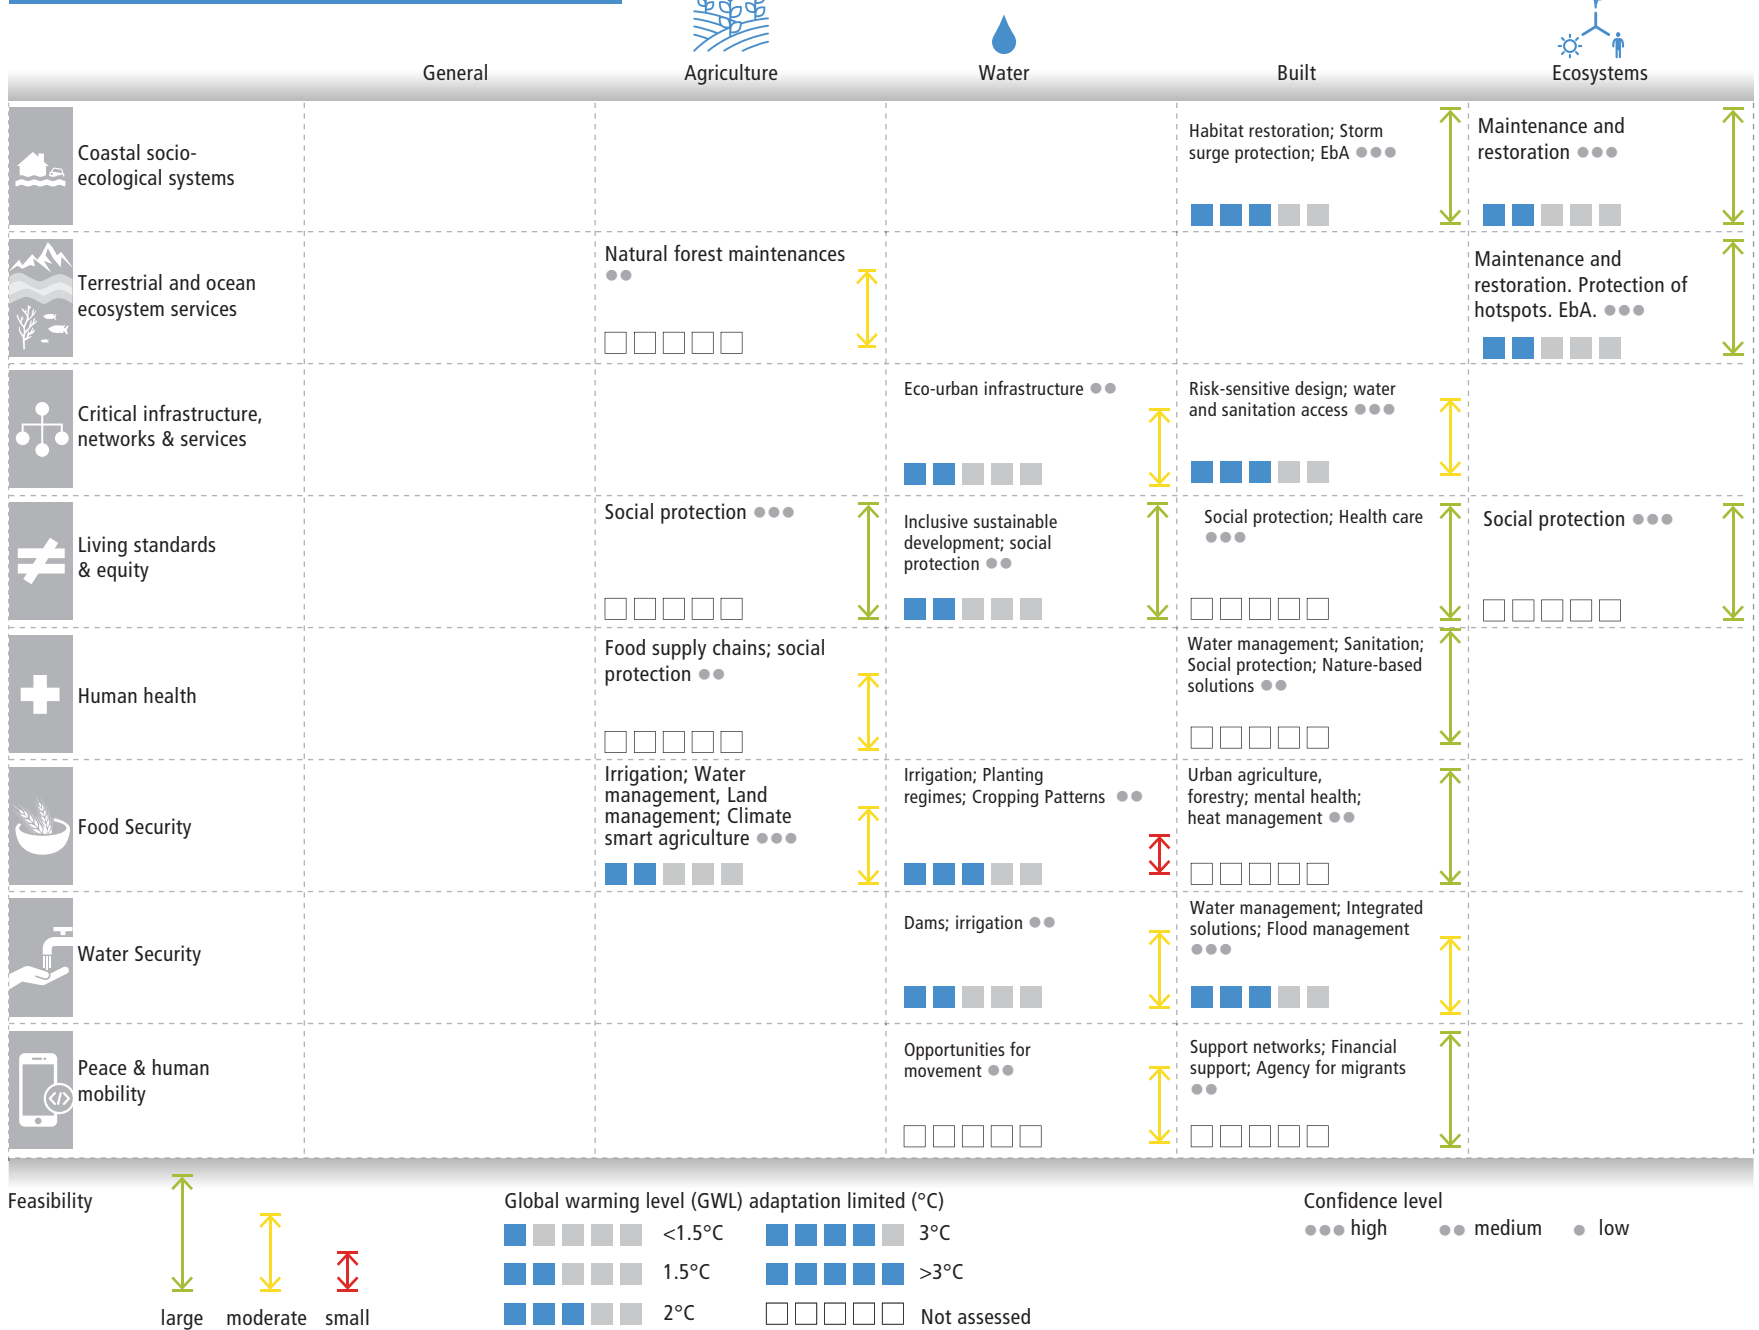 General
Agriculture
Water
Built
Ecosystems
Coastal socio-
ecological systems
Habitat restoration; Storm
surge protection; EbA
Maintenance and
restoration
Terrestrial and ocean
ecosystem services
Natural forest maintenances
Maintenance and
restoration. Protection of
hotspots. EbA.
Critical infrastructure,
networks & services
Eco-urban infrastructure
Risk-sensitive design; water
and sanitation access
Living standards
& equity
Social protection
Inclusive sustainable
development; social
protection
Social protection; Health care
Social protection
Human health
Food supply chains; social
protection
Water management; Sanitation;
Social protection; Nature-based
solutions
Food Security
Irrigation; Water
management, Land
management; Climate
smart agriculture
Irrigation; Planting
regimes; Cropping Patterns
Urban agriculture,
forestry; mental health;
heat management
Water Security
Dams; irrigation
Water management; Integrated
solutions; Flood management
Peace & human
mobility
</>
Opportunities for
movement
Support networks; Financial
support; Agency for migrants
Feasibility
large
moderate
small
Global warming level (GWL) adaptation limited (°C)
<1.5°C
3°C
1.5°C
>3°C
2°C
Not assessed
Confidence level
high
medium
low